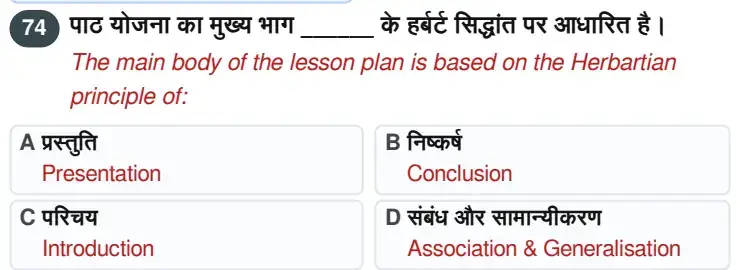 74 पाठ योजना का मुख्य भाग ______ के हर्बर्ट सिद्धांत पर आधारित है।
The main body of the lesson plan is based on the Herbartian
principle of:
A प्रस्तुति
Presentation
B निष्कर्ष
Conclusion
C परिचय
Introduction
D संबंध और सामान्यीकरण
Association & Generalisation